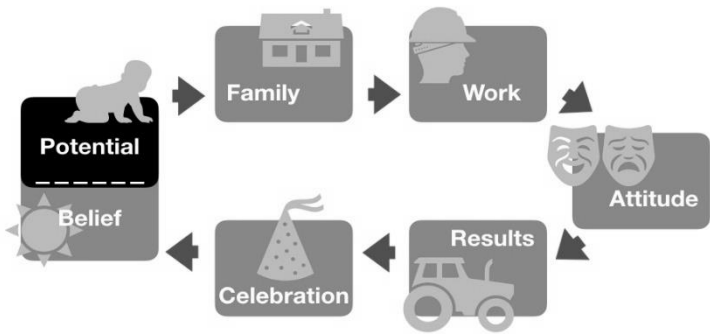 Potential
Family
Work
Attitude
Results
Celebration
Belief